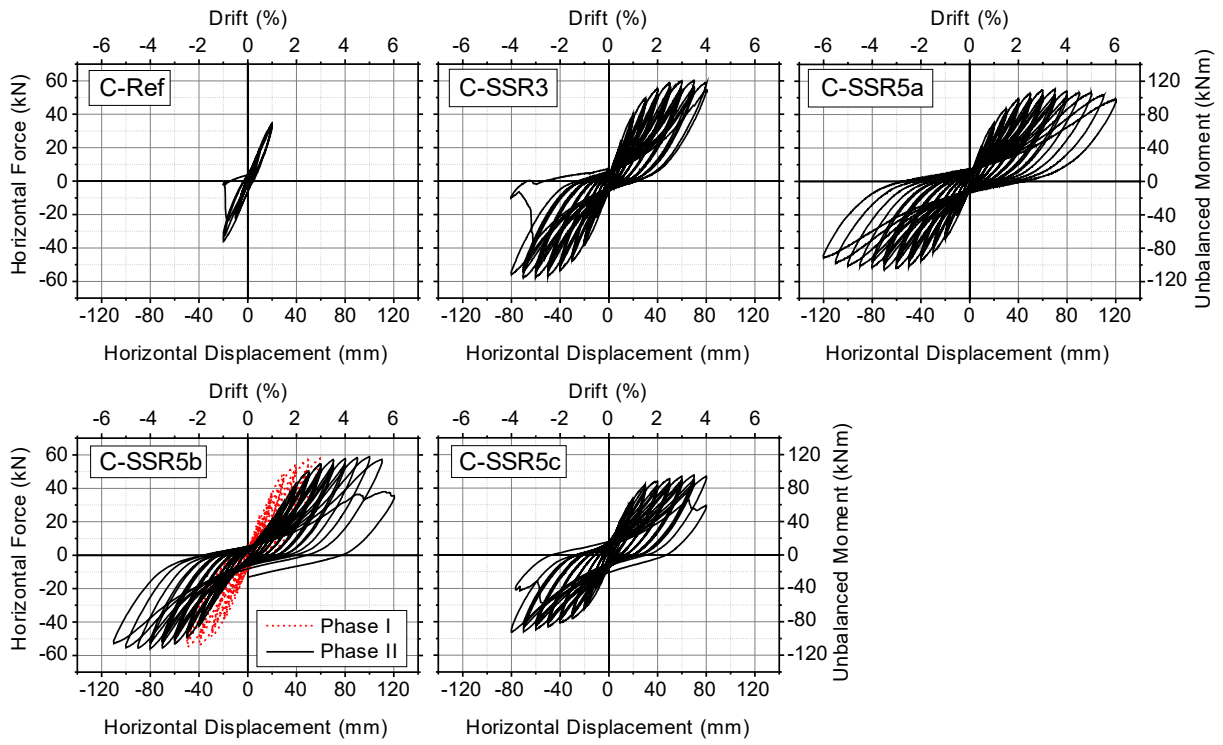 Drift (%)
Drift (%)
Drift (%)
-6 -4 -2 0 2 4 6
-6 -4 -2 0 2 4 6
-6 -4 -2 0 2 4 6
C-Ref
C-SSR3
C-SSR5a
60
40
20
0
-20
-40
-60
Horizontal Force (kN)
120
80
40
0
-40
-80
-120
Unbalanced Moment (kNm)
-120 -80 -40 0 40 80 120
-120 -80 -40 0 40 80 120
-120 -80 -40 0 40 80 120
Horizontal Displacement (mm)
Horizontal Displacement (mm)
Horizontal Displacement (mm)
Drift (%)
Drift (%)
-6 -4 -2 0 2 4 6
-6 -4 -2 0 2 4 6
C-SSR5b
C-SSR5c
60
40
20
0
-20
-40
-60
Horizontal Force (kN)
Phase I
Phase II
120
80
40
0
-40
-80
-120
Unbalanced Moment (kNm)
-120 -80 -40 0 40 80 120
-120 -80 -40 0 40 80 120
Horizontal Displacement (mm)
Horizontal Displacement (mm)